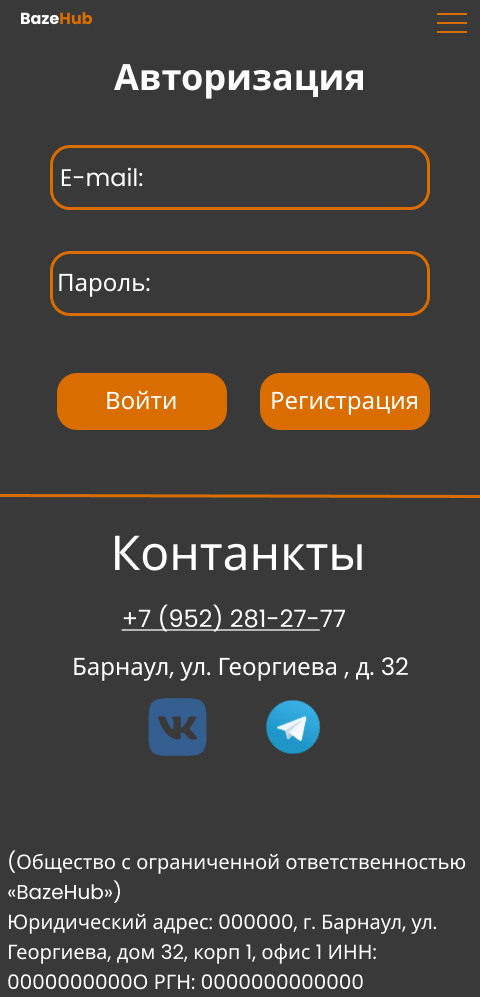 BazeHub
Авторизация
E-mail:
Пароль:
Войти
Регистрация
Контанкты
+7 (952) 281-27-77
Барнаул, ул. Георгиева , д. 32
(Общество с ограниченной ответственностью
«BazeHub»)
Юридический адрес: 000000, г. Барнаул, ул.
Георгиева, дом 32, корп 1, офис 1 ИНН:
0000000000О РГН: 0000000000000